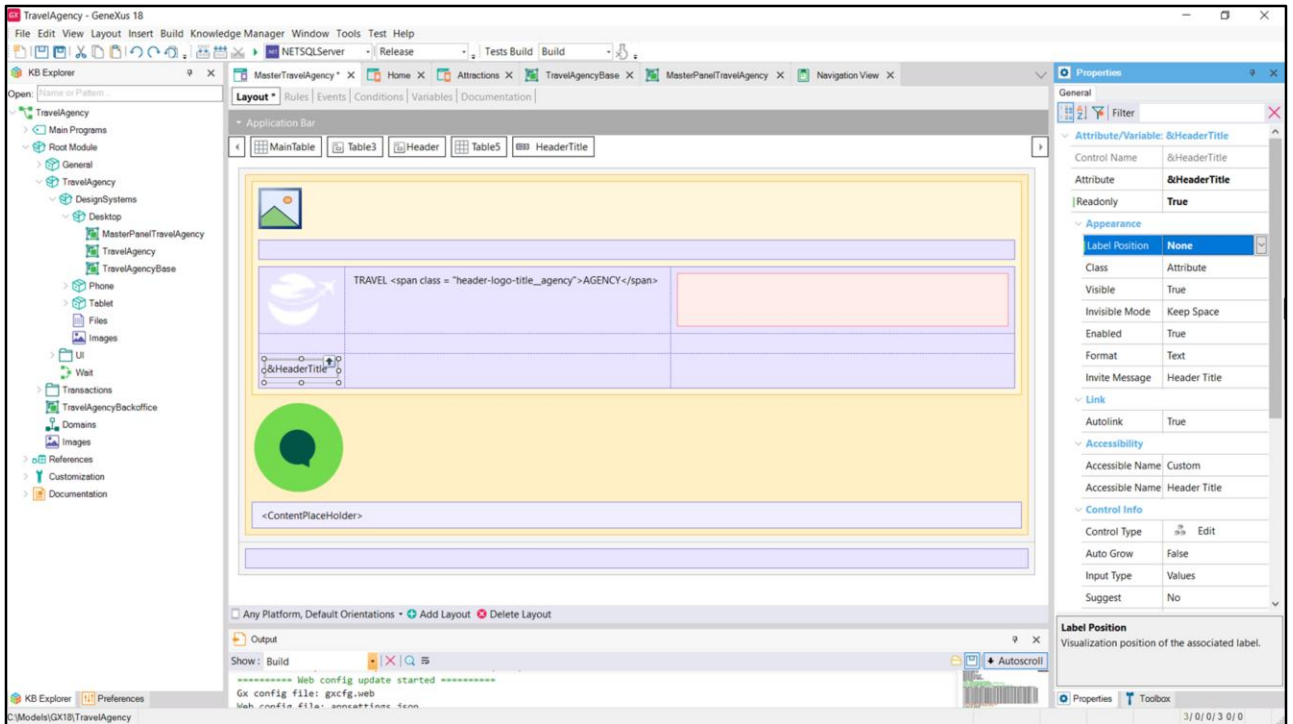 TravelAgency - GeneXus 18
File Edit View Layout Insert Build Knowledge Manager Window Tools Test Help
NETSQLServer Release Tests Build Build
KB Explorer
Open: Name or Pattern...
TravelAgency
Main Programs
Root Module
General
TravelAgency
DesignSystems
Desktop
MasterPanelTravelAgency
TravelAgency
TravelAgencyBase
Phone
Tablet
Files
Images
UI
Wait
Transactions
TravelAgencyBackoffice
Domains
Images
References
Customization
Documentation
KB Explorer Preferences
C:\Models\GX18\TravelAgency
MasterTravelAgency * X Home X Attractions X TravelAgencyBase X MasterPanelTravelAgency X Navigation View X
Layout * Rules Events Conditions Variables Documentation
Application Bar
MainTable Table3 Header Table5 HeaderTitle
TRAVEL <span class = "header-logo-title__agency">AGENCY</span>
&HeaderTitle
<ContentPlaceHolder>
Any Platform, Default Orientations Add Layout Delete Layout
Output
Show: Build Autoscroll
========== Web config update started ==========
Gx config file: gxcfg.web
Web config file: appsettings.json
Properties
General
Filter
Attribute/Variable: &HeaderTitle
Control Name &HeaderTitle
Attribute &HeaderTitle
Readonly True
Appearance
Label Position None
Class Attribute
Visible True
Invisible Mode Keep Space
Enabled True
Format Text
Invite Message Header Title
Link
Autolink True
Accessibility
Accessible Name Custom
Accessible Name Header Title
Control Info
Control Type Edit
Auto Grow False
Input Type Values
Suggest No
Label Position
Visualization position of the associated label.
Properties Toolbox
3/0/0/3 0/0